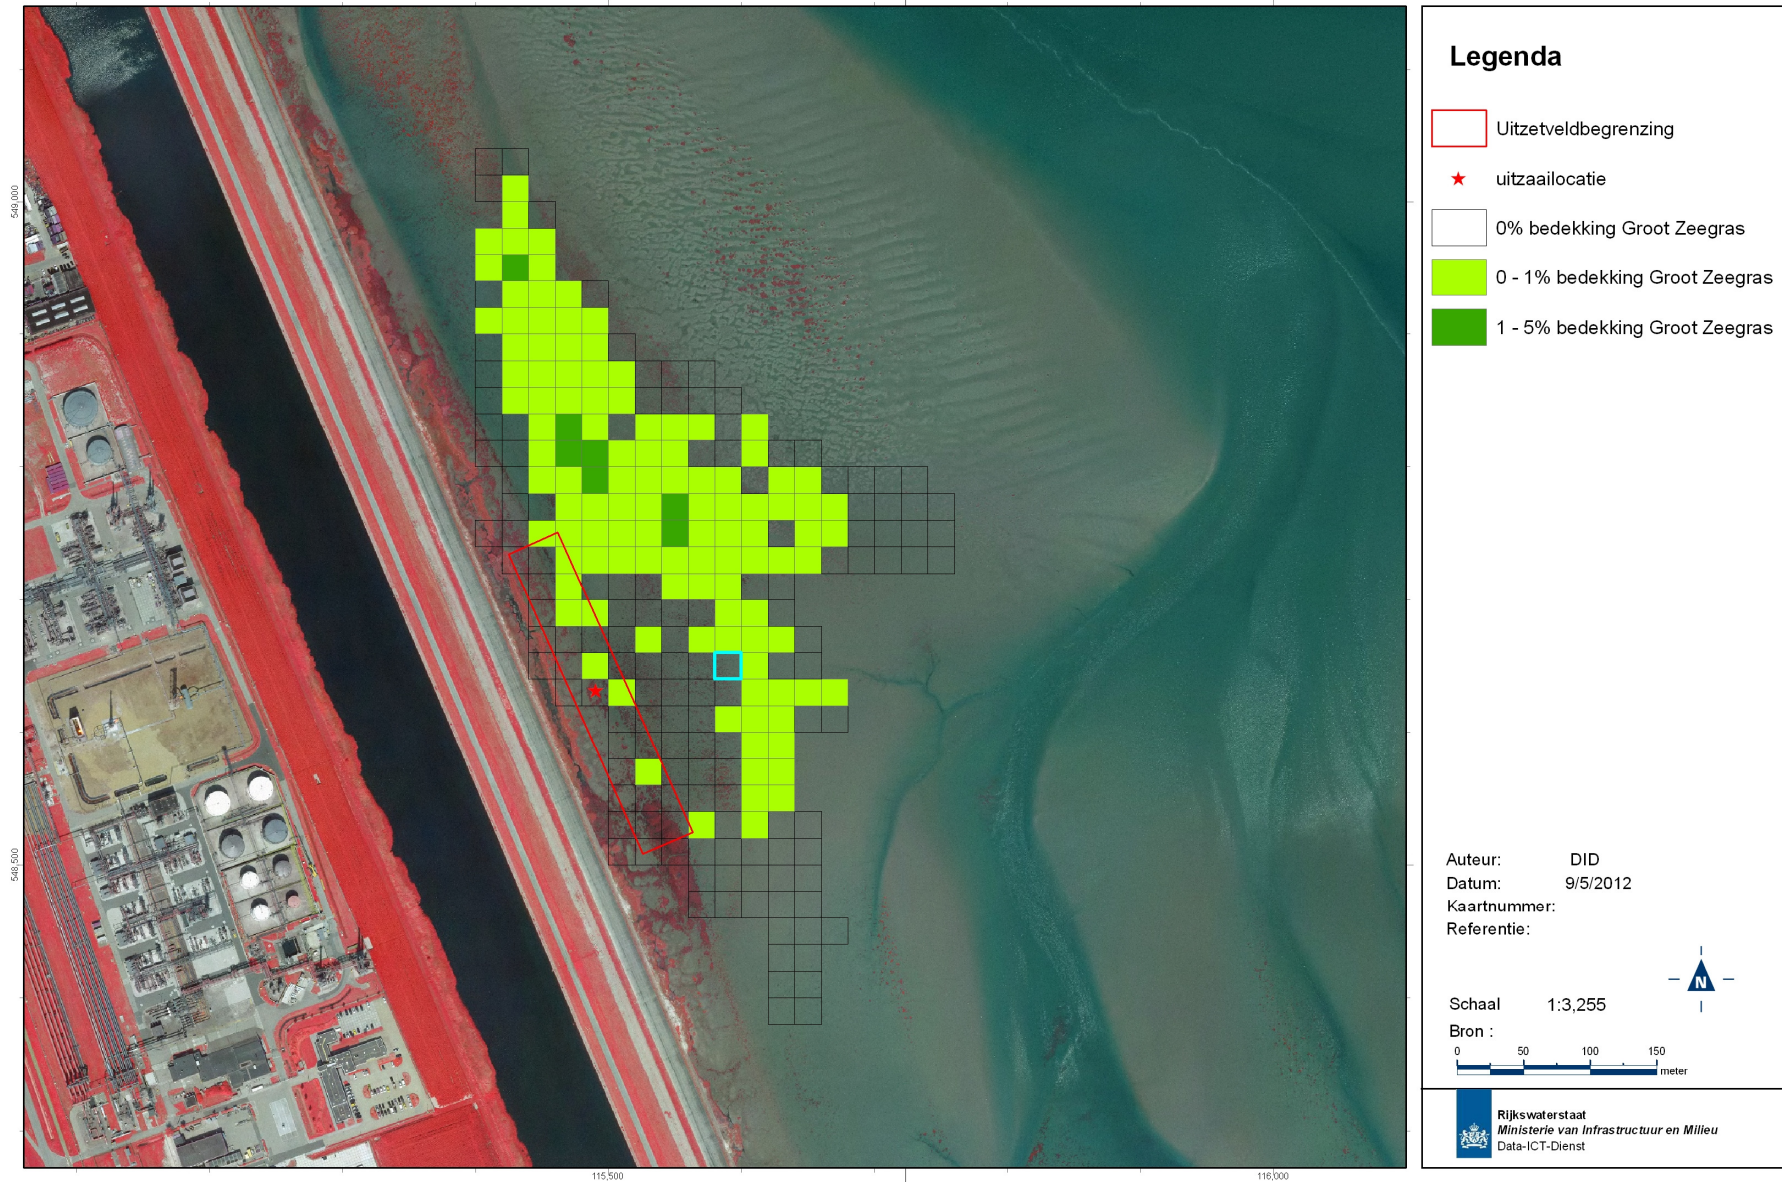 Legenda
Uitzetveldbegrenzing
uitzaailocatie
0% bedekking Groot Zeegras
0 - 1% bedekking Groot Zeegras
1 - 5% bedekking Groot Zeegras
549,000
548,500
115,500
116,000
Auteur: DID
Datum: 9/5/2012
Kaartnummer:
Referentie:
N
Schaal 1:3,255
Bron :
0 50 100 150
meter
Rijkswaterstaat
Ministerie van Infrastructuur en Milieu
Data-ICT-Dienst